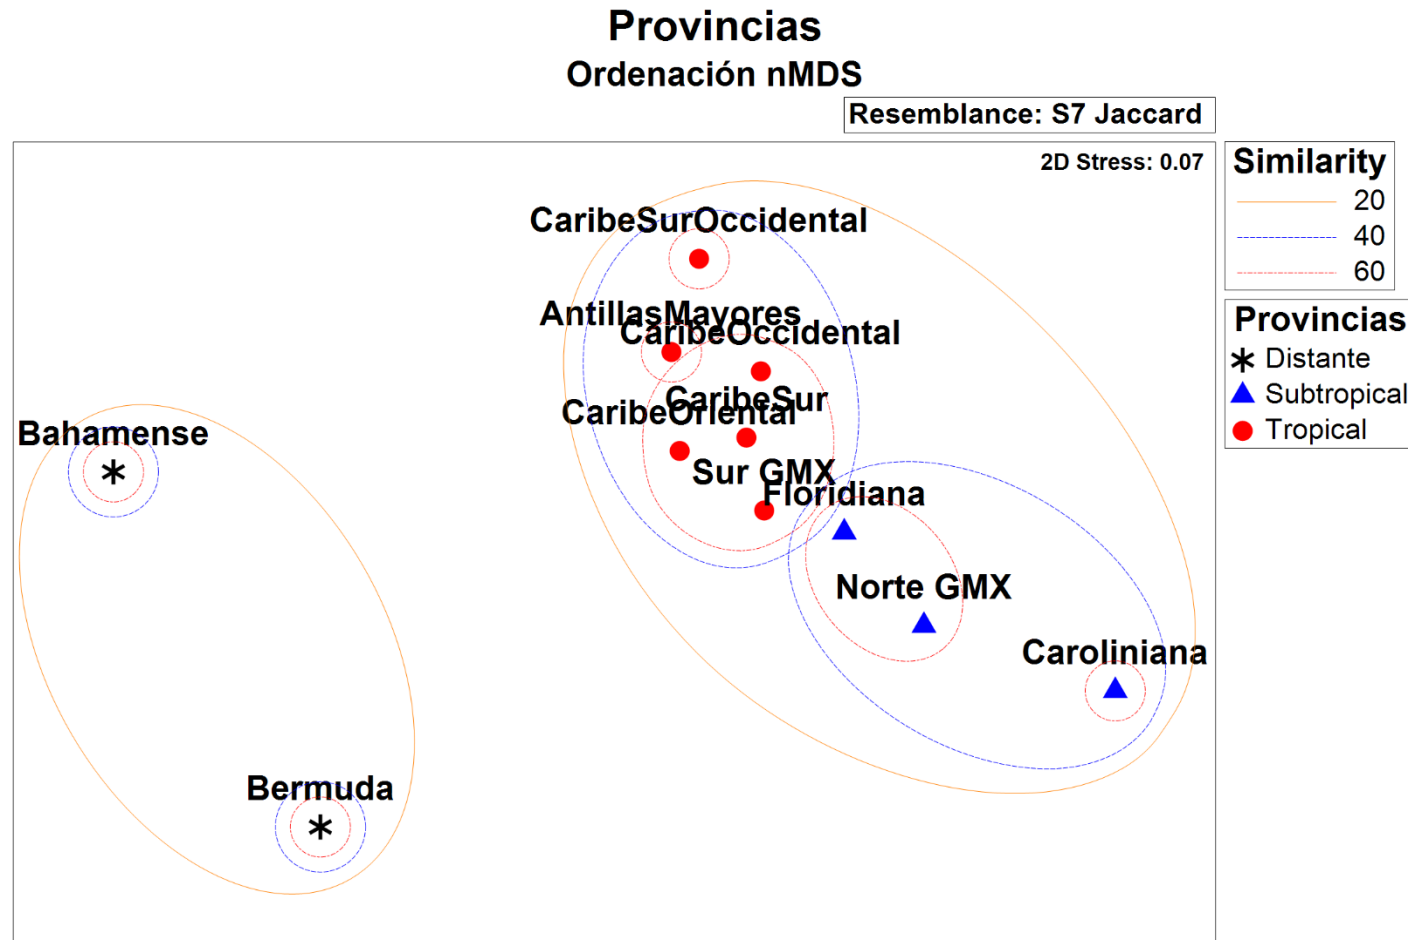 Provincias
Ordenación nMDS
Resemblance: S7 Jaccard
2D Stress: 0.07
Similarity
20
40
60
Provincias
Distante
Subtropical
Tropical
CaribeSurOccidental
AntillasMayores
CaribeOccidental
CaribeSur
CaribeOriental
Bahamense
Sur GMX
Floridiana
Norte GMX
Caroliniana
Bermuda